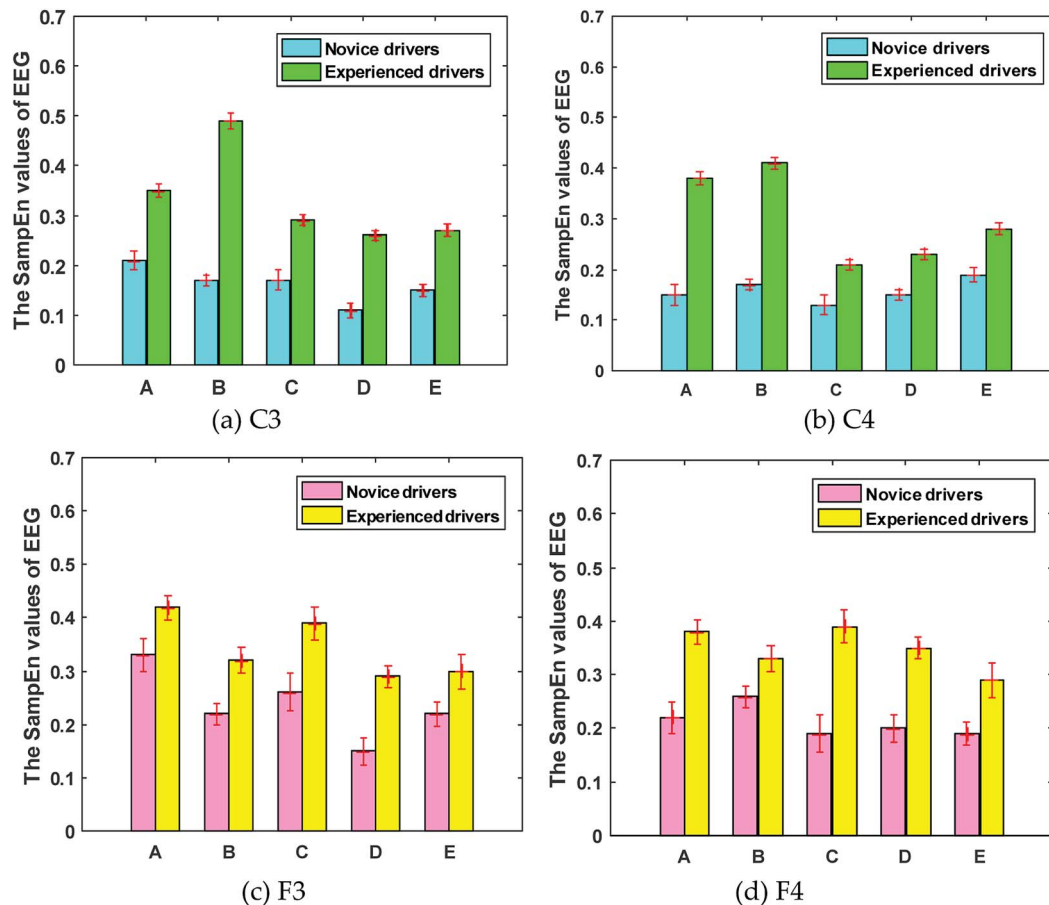 The SampEn values of EEG
0.7
0.6
0.5
0.4
0.3
0.2
0.1
0
Novice drivers
Experienced drivers
A B C D E
(a) C3
The SampEn values of EEG
0.7
0.6
0.5
0.4
0.3
0.2
0.1
0
Novice drivers
Experienced drivers
A B C D E
(b) C4
The SampEn values of EEG
0.7
0.6
0.5
0.4
0.3
0.2
0.1
0
Novice drivers
Experienced drivers
A B C D E
(c) F3
The SampEn values of EEG
0.7
0.6
0.5
0.4
0.3
0.2
0.1
0
Novice drivers
Experienced drivers
A B C D E
(d) F4